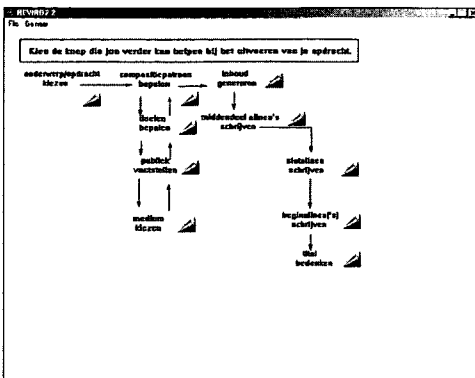 Kies de knop die jou verder kan helpen bij het uitvoeren van je opdracht.
onderwerp/opdracht
kiezen
compositiepatroon
bepalen
inhoud
genereren
doelen
bepalen
middendeel alinea's
schrijven
publiek
vaststellen
slotalinea
schrijven
medium
kiezen
beginalinea('s)
schrijven
titel
bedenken